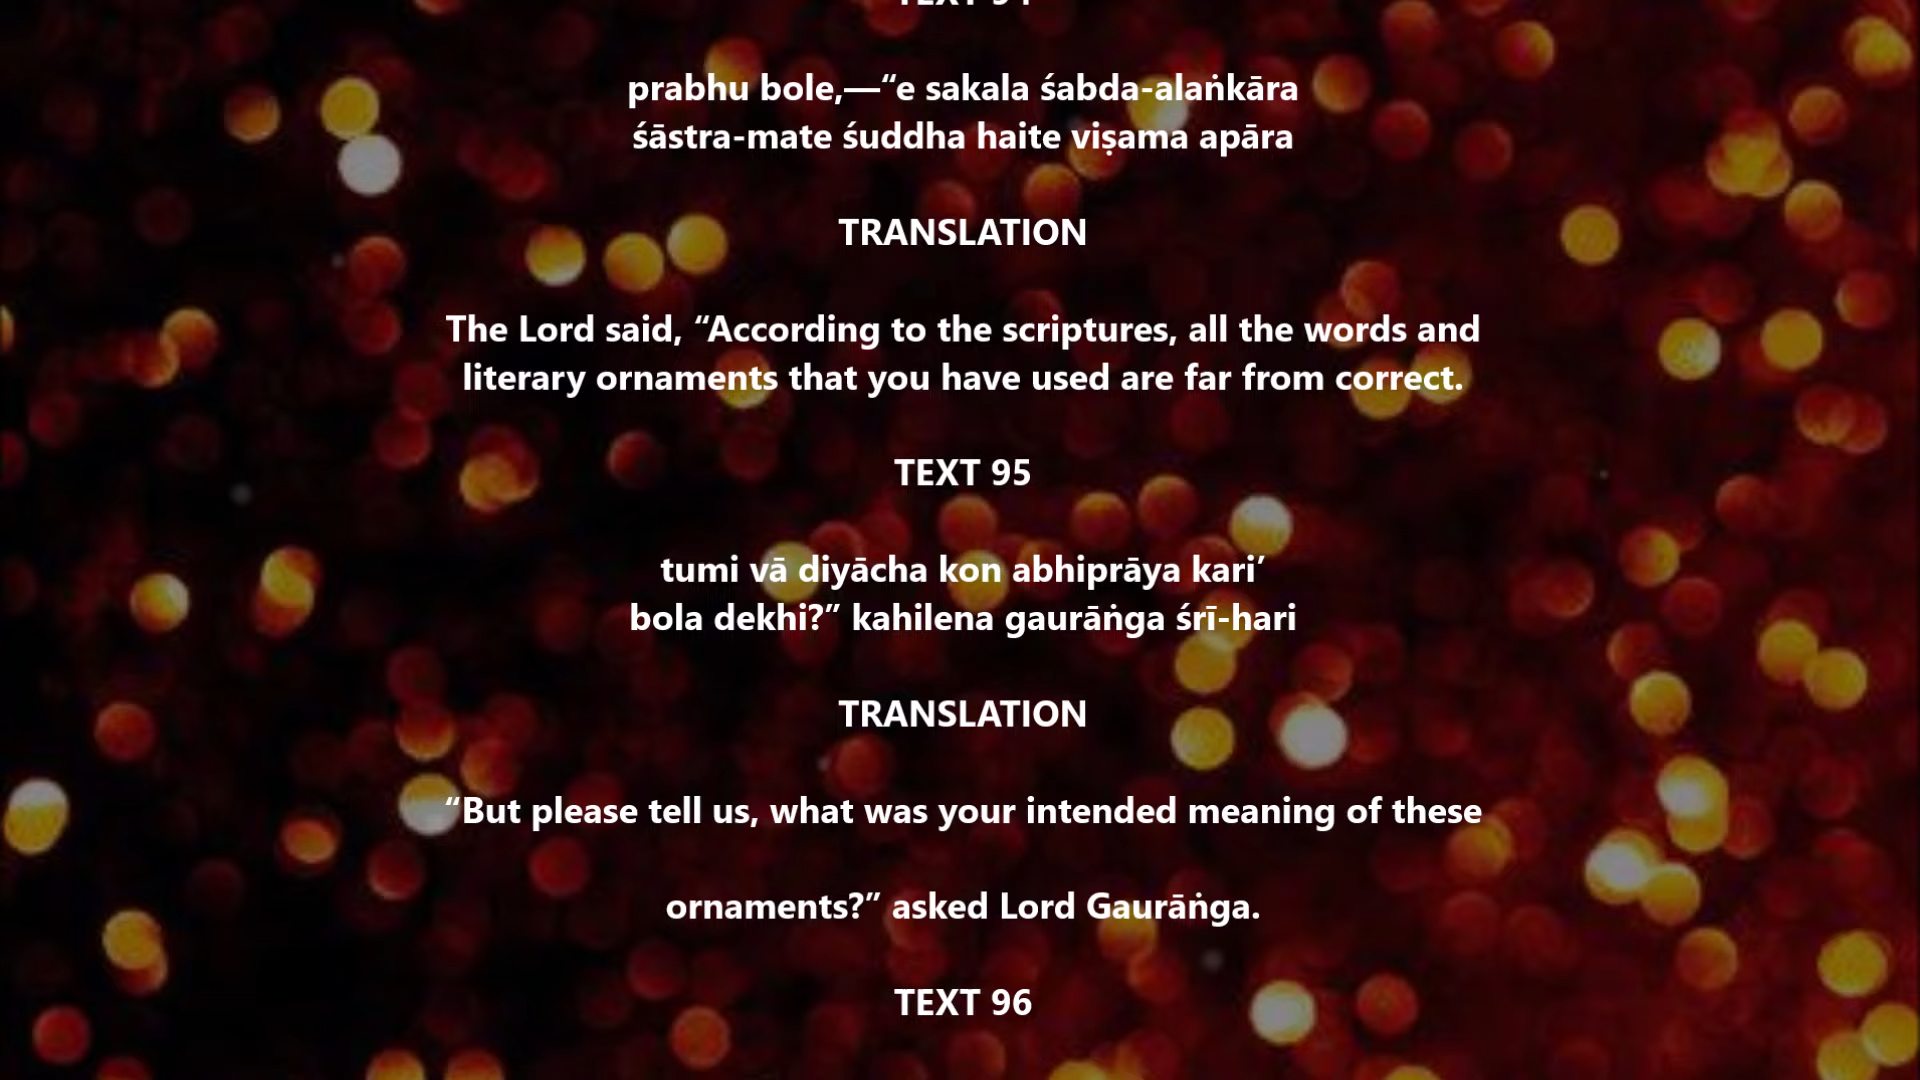 TEXT 94
prabhu bole,—“e sakala śabda-alaṅkāra
śāstra-mate śuddha haite viṣama apāra
TRANSLATION
The Lord said, “According to the scriptures, all the words and
literary ornaments that you have used are far from correct.
TEXT 95
tumi vā diyācha kon abhiprāya kari’
bola dekhi?” kahilena gaurāṅga śrī-hari
TRANSLATION
“But please tell us, what was your intended meaning of these
ornaments?” asked Lord Gaurāṅga.
TEXT 96